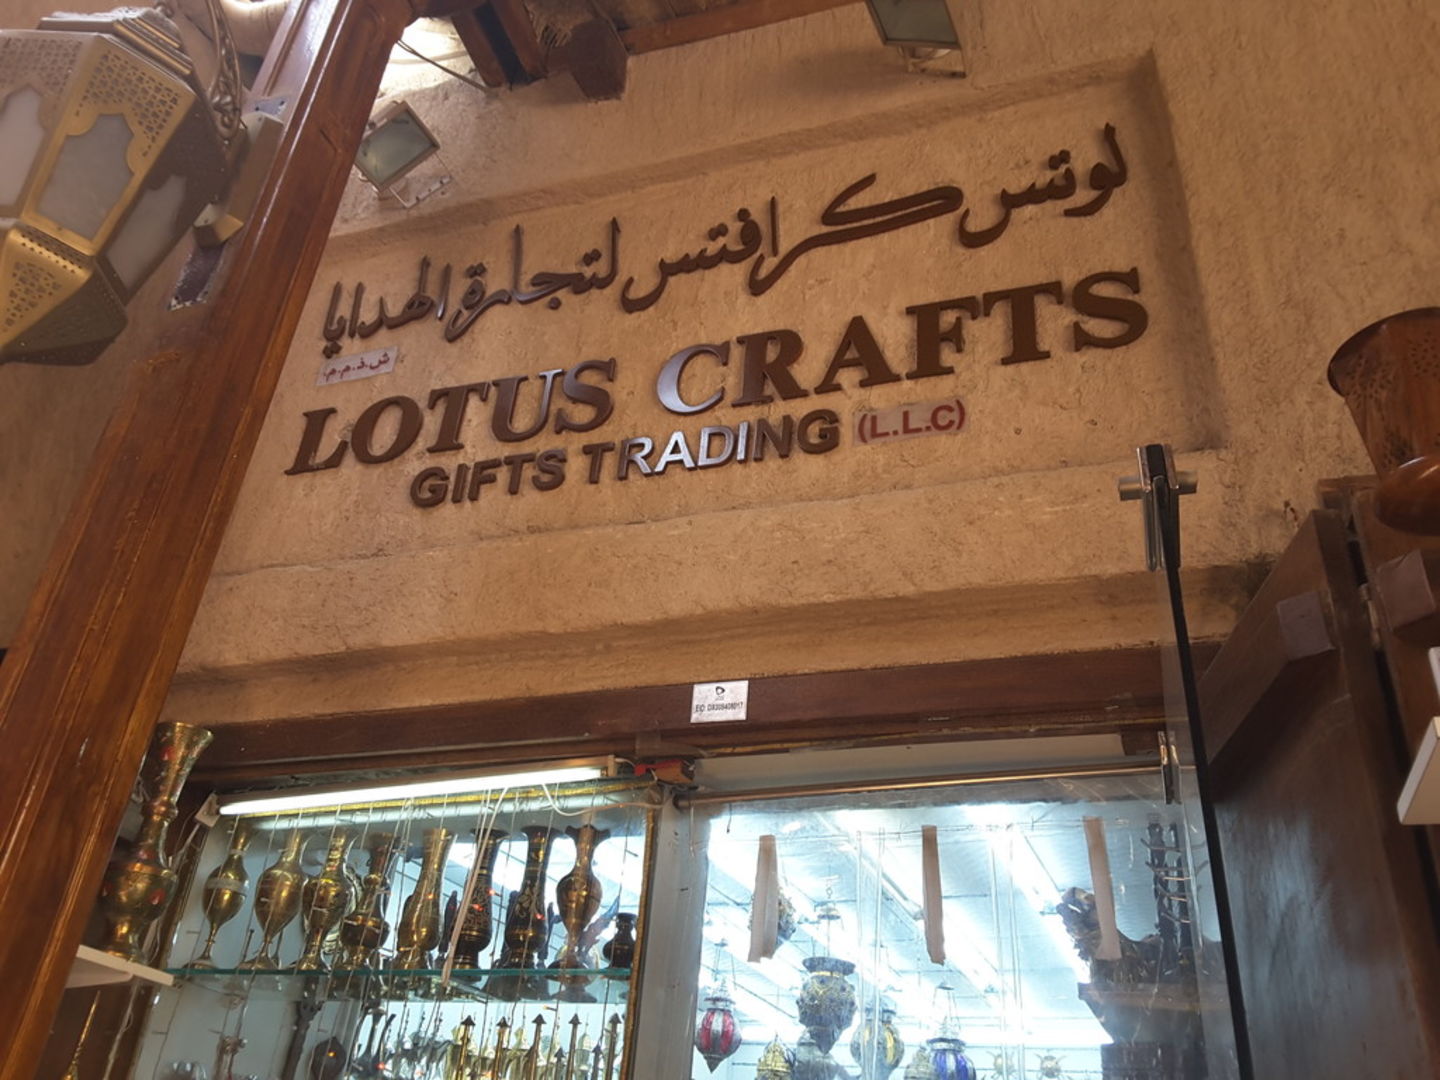 لوتس كرافتس لتجارة الهدايا
ش.ذ.م.م.
LOTUS CRAFTS
GIFTS TRADING (L.L.C)